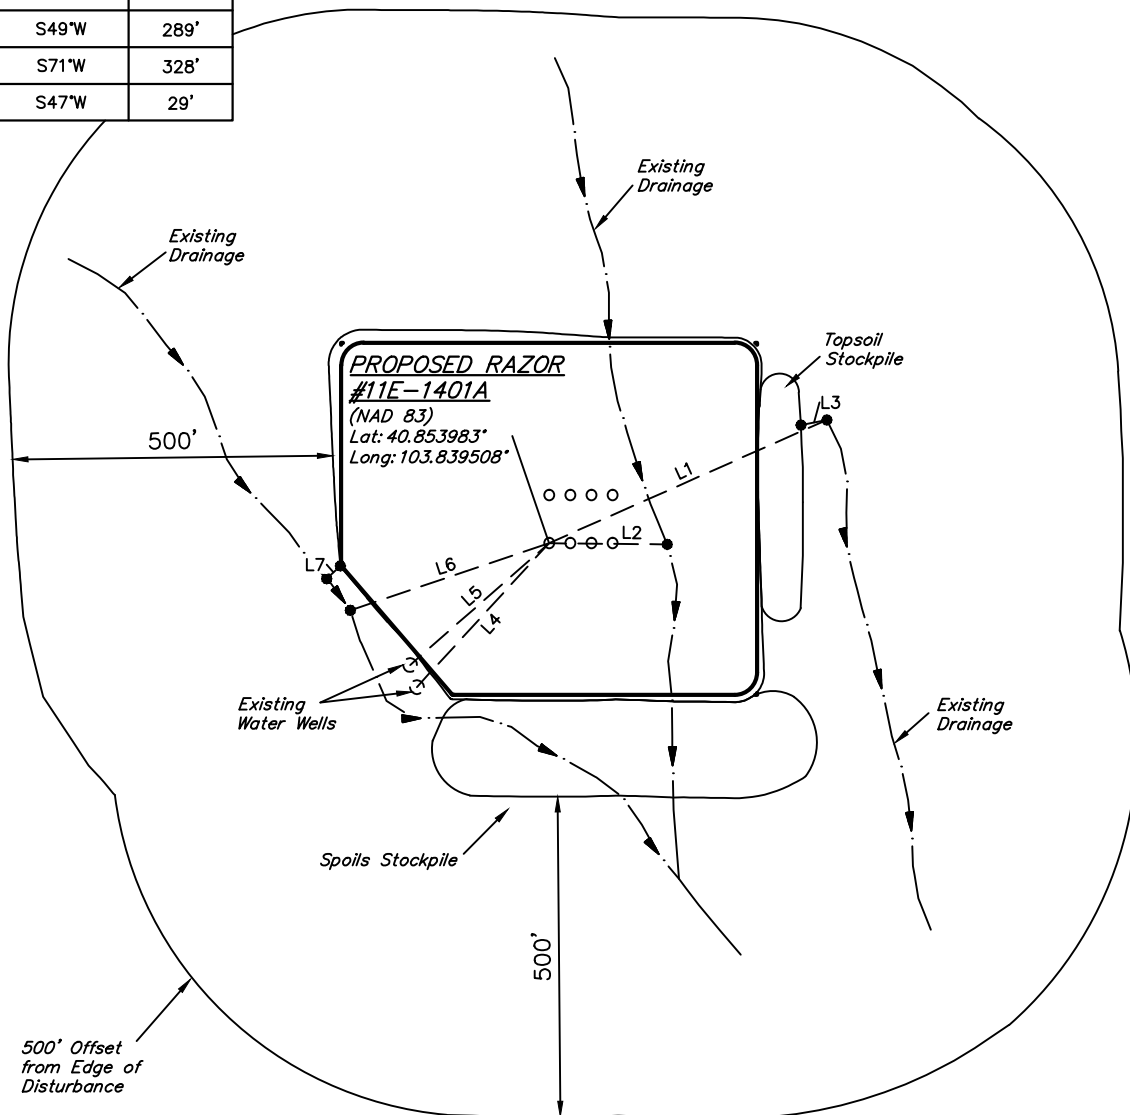 S49°W 289'
S71°W 328'
S47°W 29'
Existing
Drainage
Existing
Drainage
Topsoil
Stockpile
PROPOSED RAZOR
#11E-1401A
(NAD 83)
Lat: 40.853983°
Long: 103.839508°
500'
L3
L1
L2
L7
L6
L5
L4
Existing
Water Wells
Existing
Drainage
Spoils Stockpile
500'
500' Offset
from Edge of
Disturbance